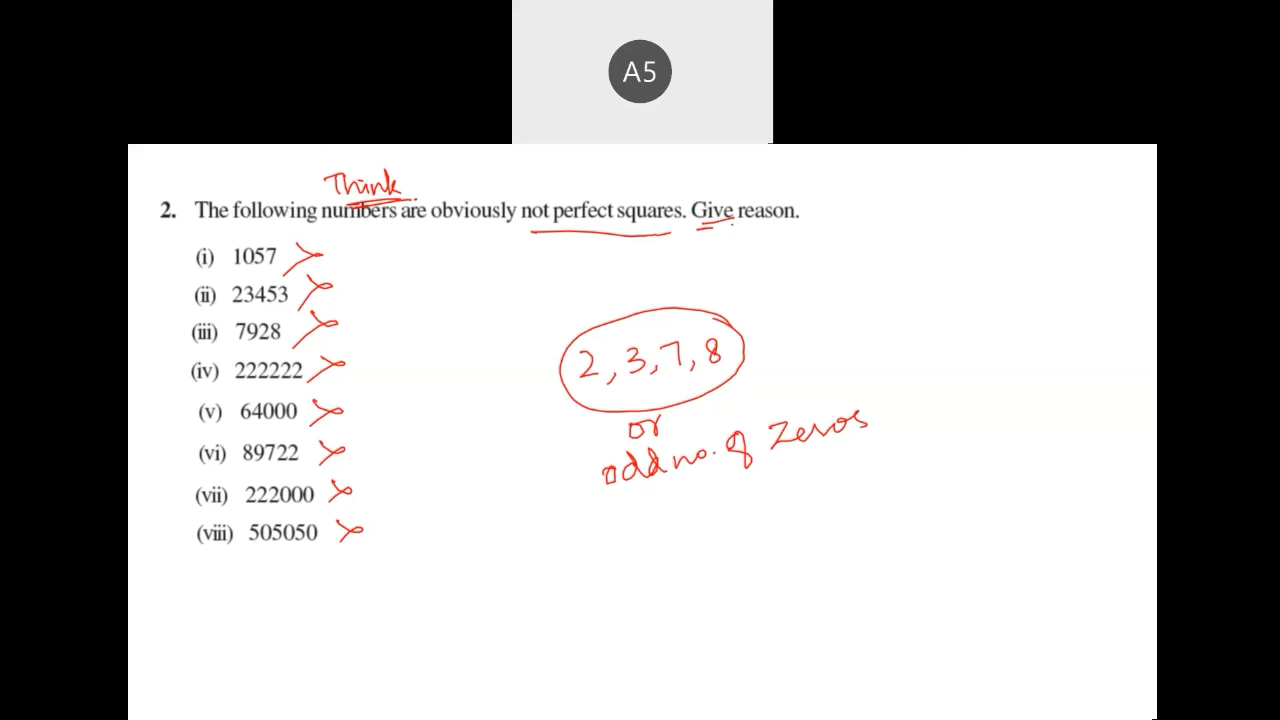 A5
Think
2. The following numbers are obviously not perfect squares. Give reason.
(i) 1057
(ii) 23453
(iii) 7928
(iv) 222222
(v) 64000
(vi) 89722
(vii) 222000
(viii) 505050
2, 3, 7, 8
or
odd no. of zeros